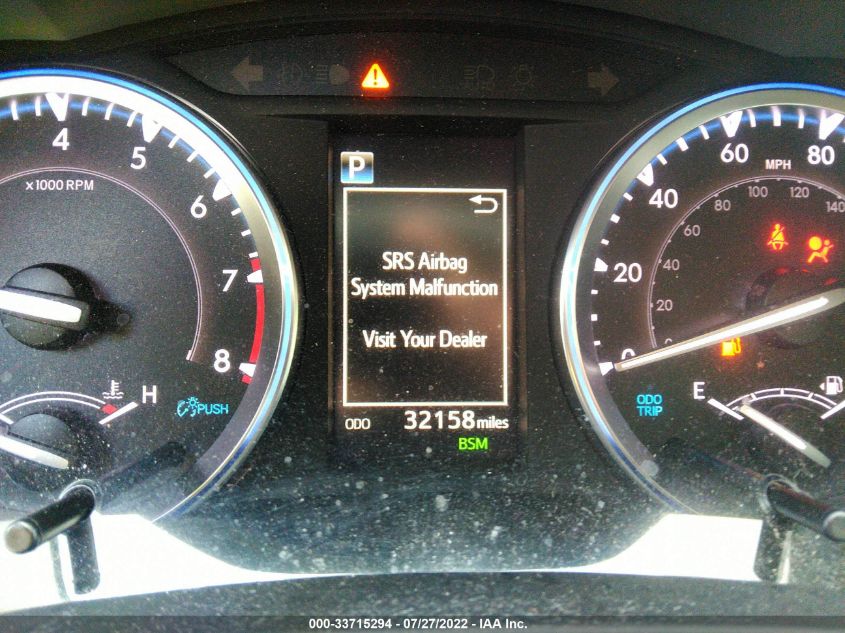 4
5
6
7
8
x1000 RPM
H
PUSH
P
SRS Airbag
System Malfunction
Visit Your Dealer
ODO 32158 miles
BSM
0
20
40
60
80
MPH
0
20
40
60
80
100
120
140
ODO
TRIP
E
000-33715294 - 07/27/2022 - IAA Inc.